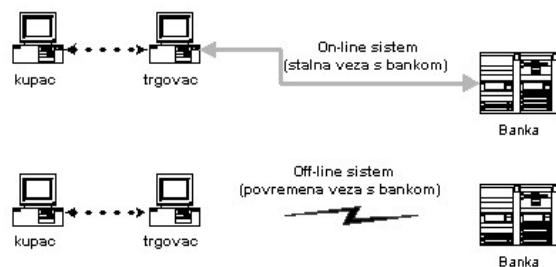 On-line sistem
(stalna veza s bankom)
kupac
trgovac
Banka
Off-line sistem
(povremena veza s bankom)
kupac
trgovac
Banka